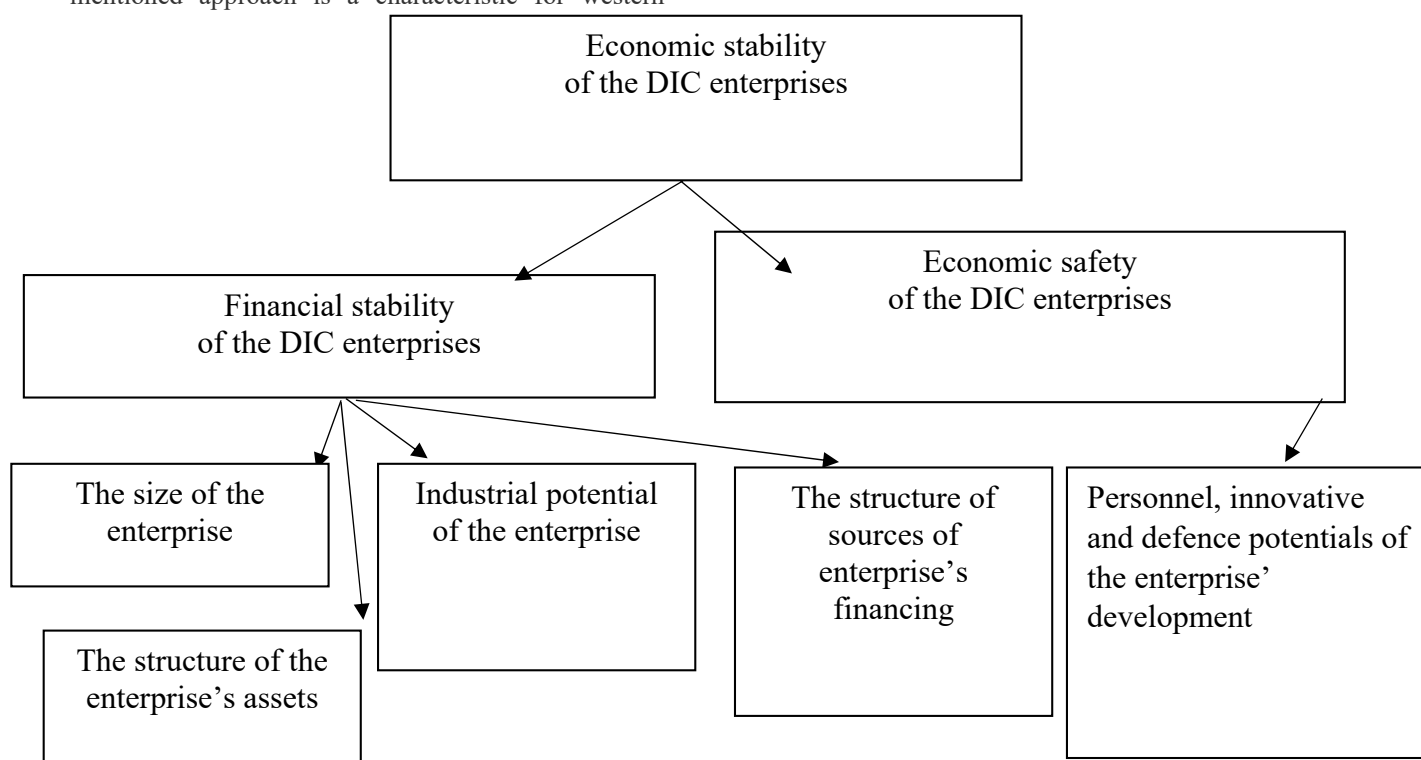 mentioned approach is a characteristic for western
Economic stability
of the DIC enterprises
Financial stability
of the DIC enterprises
Economic safety
of the DIC enterprises
The size of the
enterprise
Industrial potential
of the enterprise
The structure of
sources of
enterprise’s
financing
Personnel, innovative
and defence potentials of
the enterprise’
development
The structure of the
enterprise’s assets